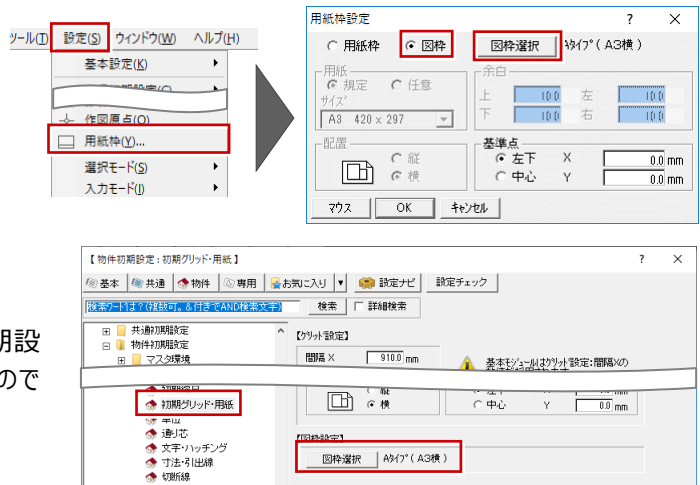 ツール(T) 設定(S) ウィンドウ(W) ヘルプ(H)
基本設定(K)
作図原点(O)
用紙枠(Y)...
選択モード(S)
入力モード(I)
用紙枠設定 ? ×
用紙枠 図枠 図枠選択 Aタイプ(A3横)
用紙
規定 任意
サイズ
A3 420 x 297
余白
上 10.0 左 10.0
下 10.0 右 10.0
配置
縦
横
基準点
左下 X 0.0 mm
中心 Y 0.0 mm
マウス OK キャンセル
期設
ので
【物件初期設定:初期グリッド・用紙】 ? ×
基本 共通 物件 専用 お気に入り 設定ナビ 設定チェック
検索ワードは?(複数可。&付きでAND検索文字) 検索 詳細検索
共通初期設定
物件初期設定
マスタ環境
初期グリッド・用紙
単位
通り芯
文字・ハッチング
寸法・引出線
切断線
【グリッド設定】
間隔 X 910.0 mm
基本モジュールはグリッド設定:間隔Xの
横
中心 Y 0.0 mm
【図枠設定】
図枠選択 Aタイプ(A3横)